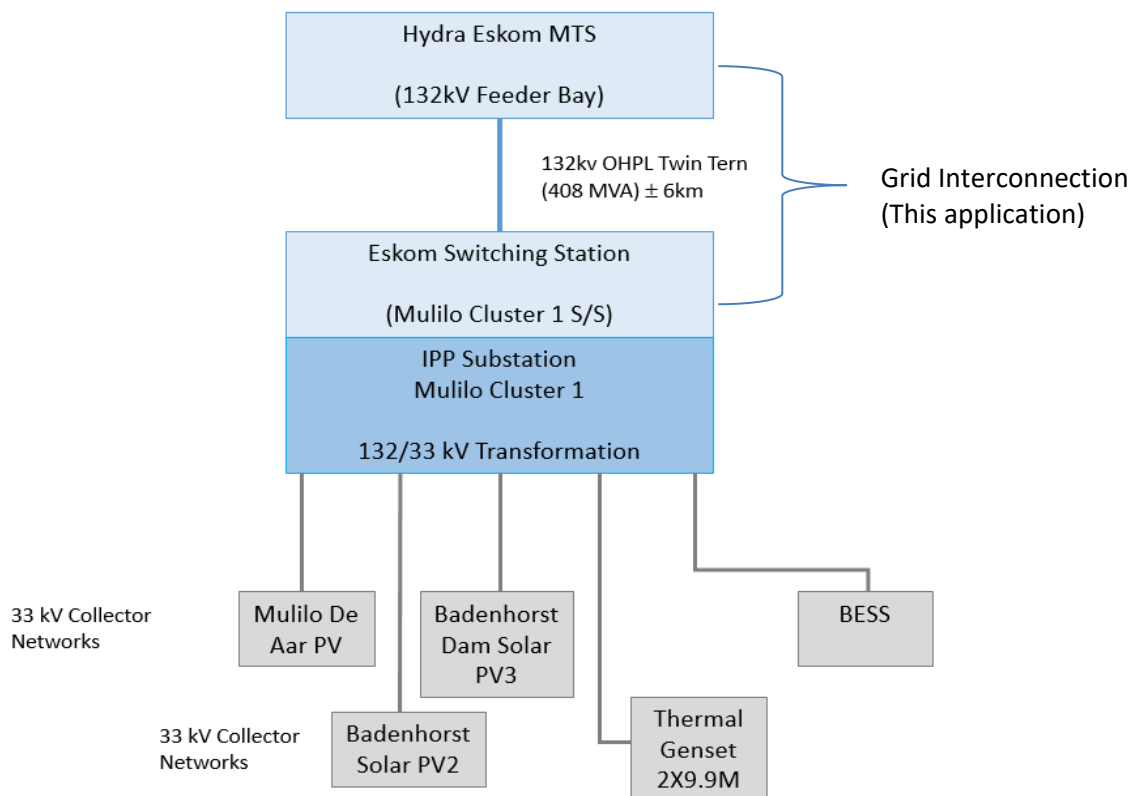 Hydra Eskom MTS
(132kV Feeder Bay)
132kv OHPL Twin Tern
(408 MVA) ± 6km
Grid Interconnection
(This application)
Eskom Switching Station
(Mulilo Cluster 1 S/S)
IPP Substation
Mulilo Cluster 1
132/33 kV Transformation
33 kV Collector
Networks
Mulilo De
Aar PV
Badenhorst
Dam Solar
PV3
BESS
33 kV Collector
Networks
Badenhorst
Solar PV2
Thermal
Genset
2X9.9M